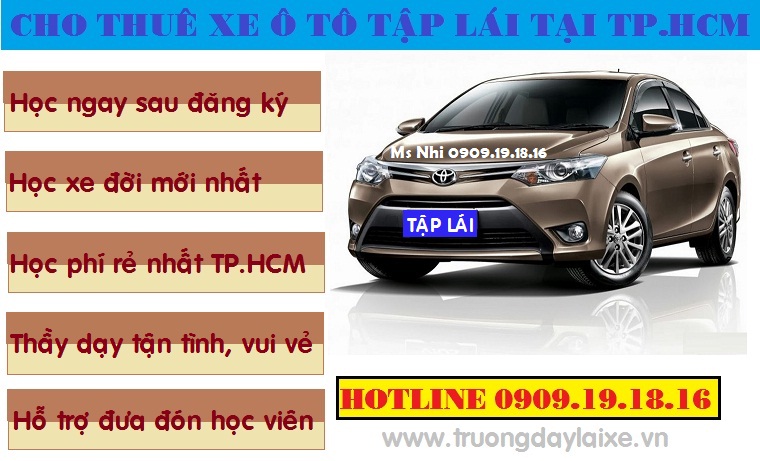 CHO THUÊ XE Ô TÔ TẬP LÁI TẠI TP.HCM
Học ngay sau đăng ký
Học xe đời mới nhất
Học phí rẻ nhất TP.HCM
Thầy dạy tận tình, vui vẻ
Hỗ trợ đưa đón học viên
Ms Nhi 0909.19.18.16
TẬP LÁI
HOTLINE 0909.19.18.16
www.truongdaylaixe.vn